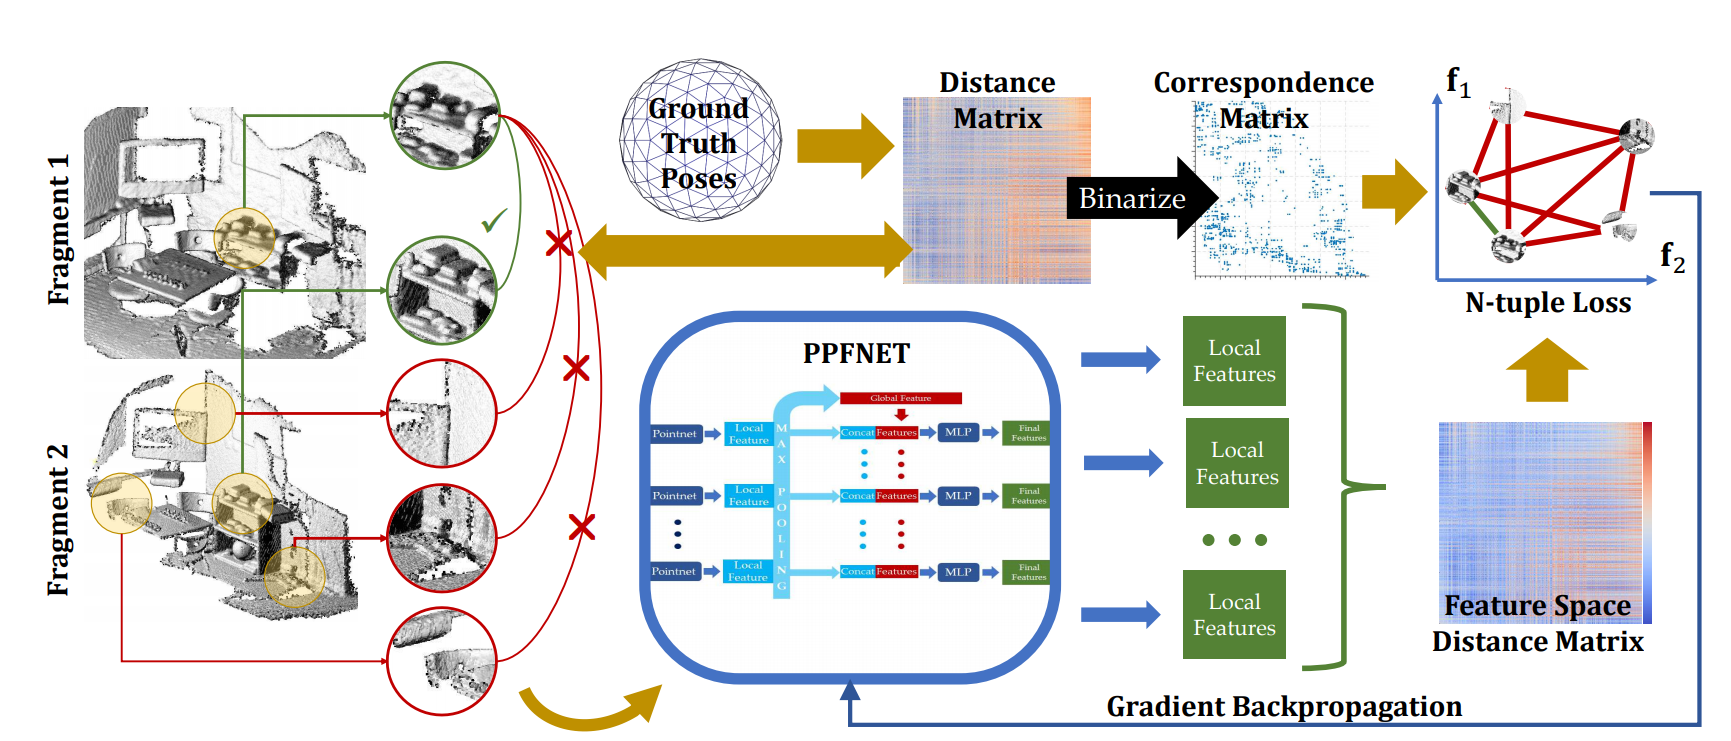 Fragment 1
Fragment 2
Ground
Truth
Poses
Distance
Matrix
Binarize
Correspondence
Matrix
f1
f2
N-tuple Loss
PPFNET
Global Feature
Pointnet
Local
Feature
MAX POOLING
Concat Features
MLP
Final
Features
Pointnet
Local
Feature
Concat Features
MLP
Final
Features
Pointnet
Local
Feature
Concat Features
MLP
Final
Features
Local
Features
Local
Features
Local
Features
Feature Space
Distance Matrix
Gradient Backpropagation